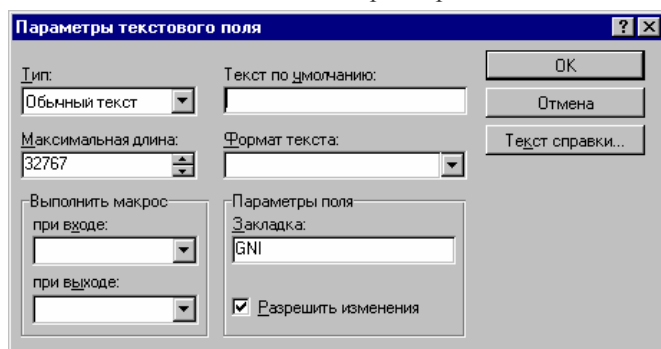 Параметры текстового поля
Тип:
Обычный текст
Текст по умолчанию:
OK
Отмена
Текст справки...
Максимальная длина:
32767
Формат текста:
Выполнить макрос
при входе:
при выходе:
Параметры поля
Закладка:
GNI
Разрешить изменения